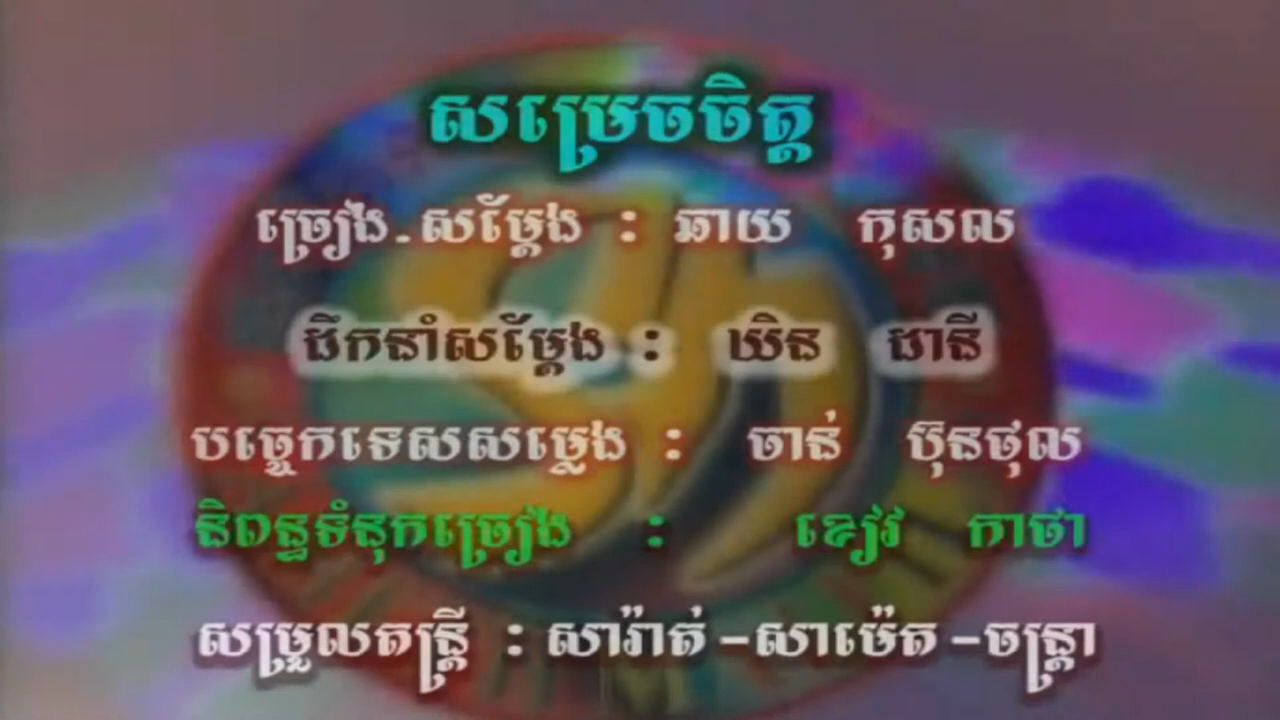 សម្រេចចិត្ត
ច្រៀង.សម្ដែង : ឆាយ កុសល
ដឹកនាំសម្ដែង : ឃិន ដានី
បច្ចេកទេសសម្លេង : ចាន់ ប៊ុនថុល
និពន្ធទំនុកច្រៀង : ខៀវ កាថា
សម្រួលតន្ត្រី : សារ៉ាត់ -សាម៉េត -ចន្ត្រា